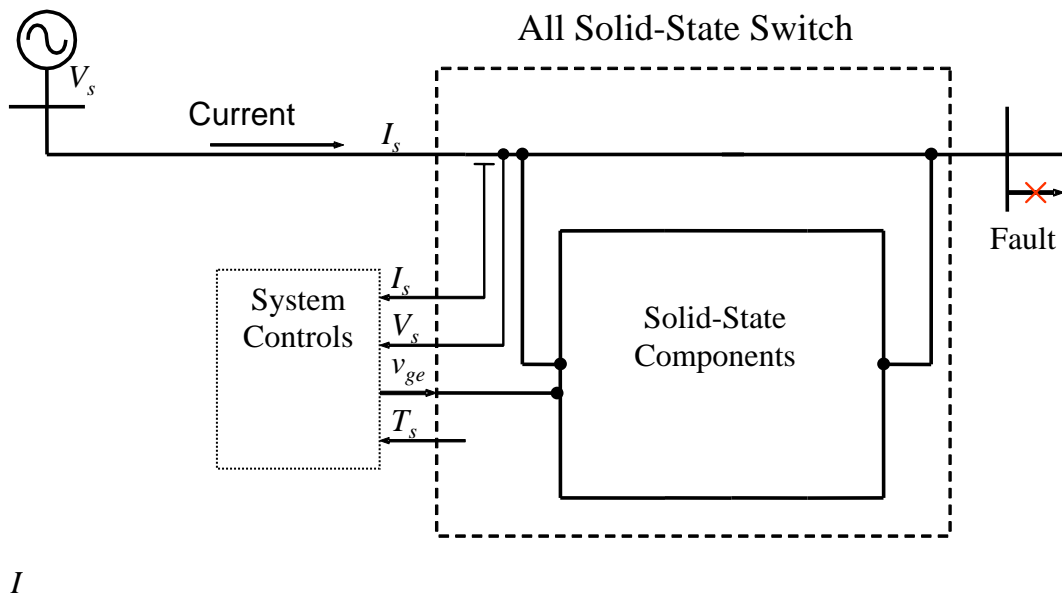 All Solid-State Switch
V_s
Current
I_s
Fault
System
Controls
I_s
V_s
v_ge
T_s
Solid-State
Components
I